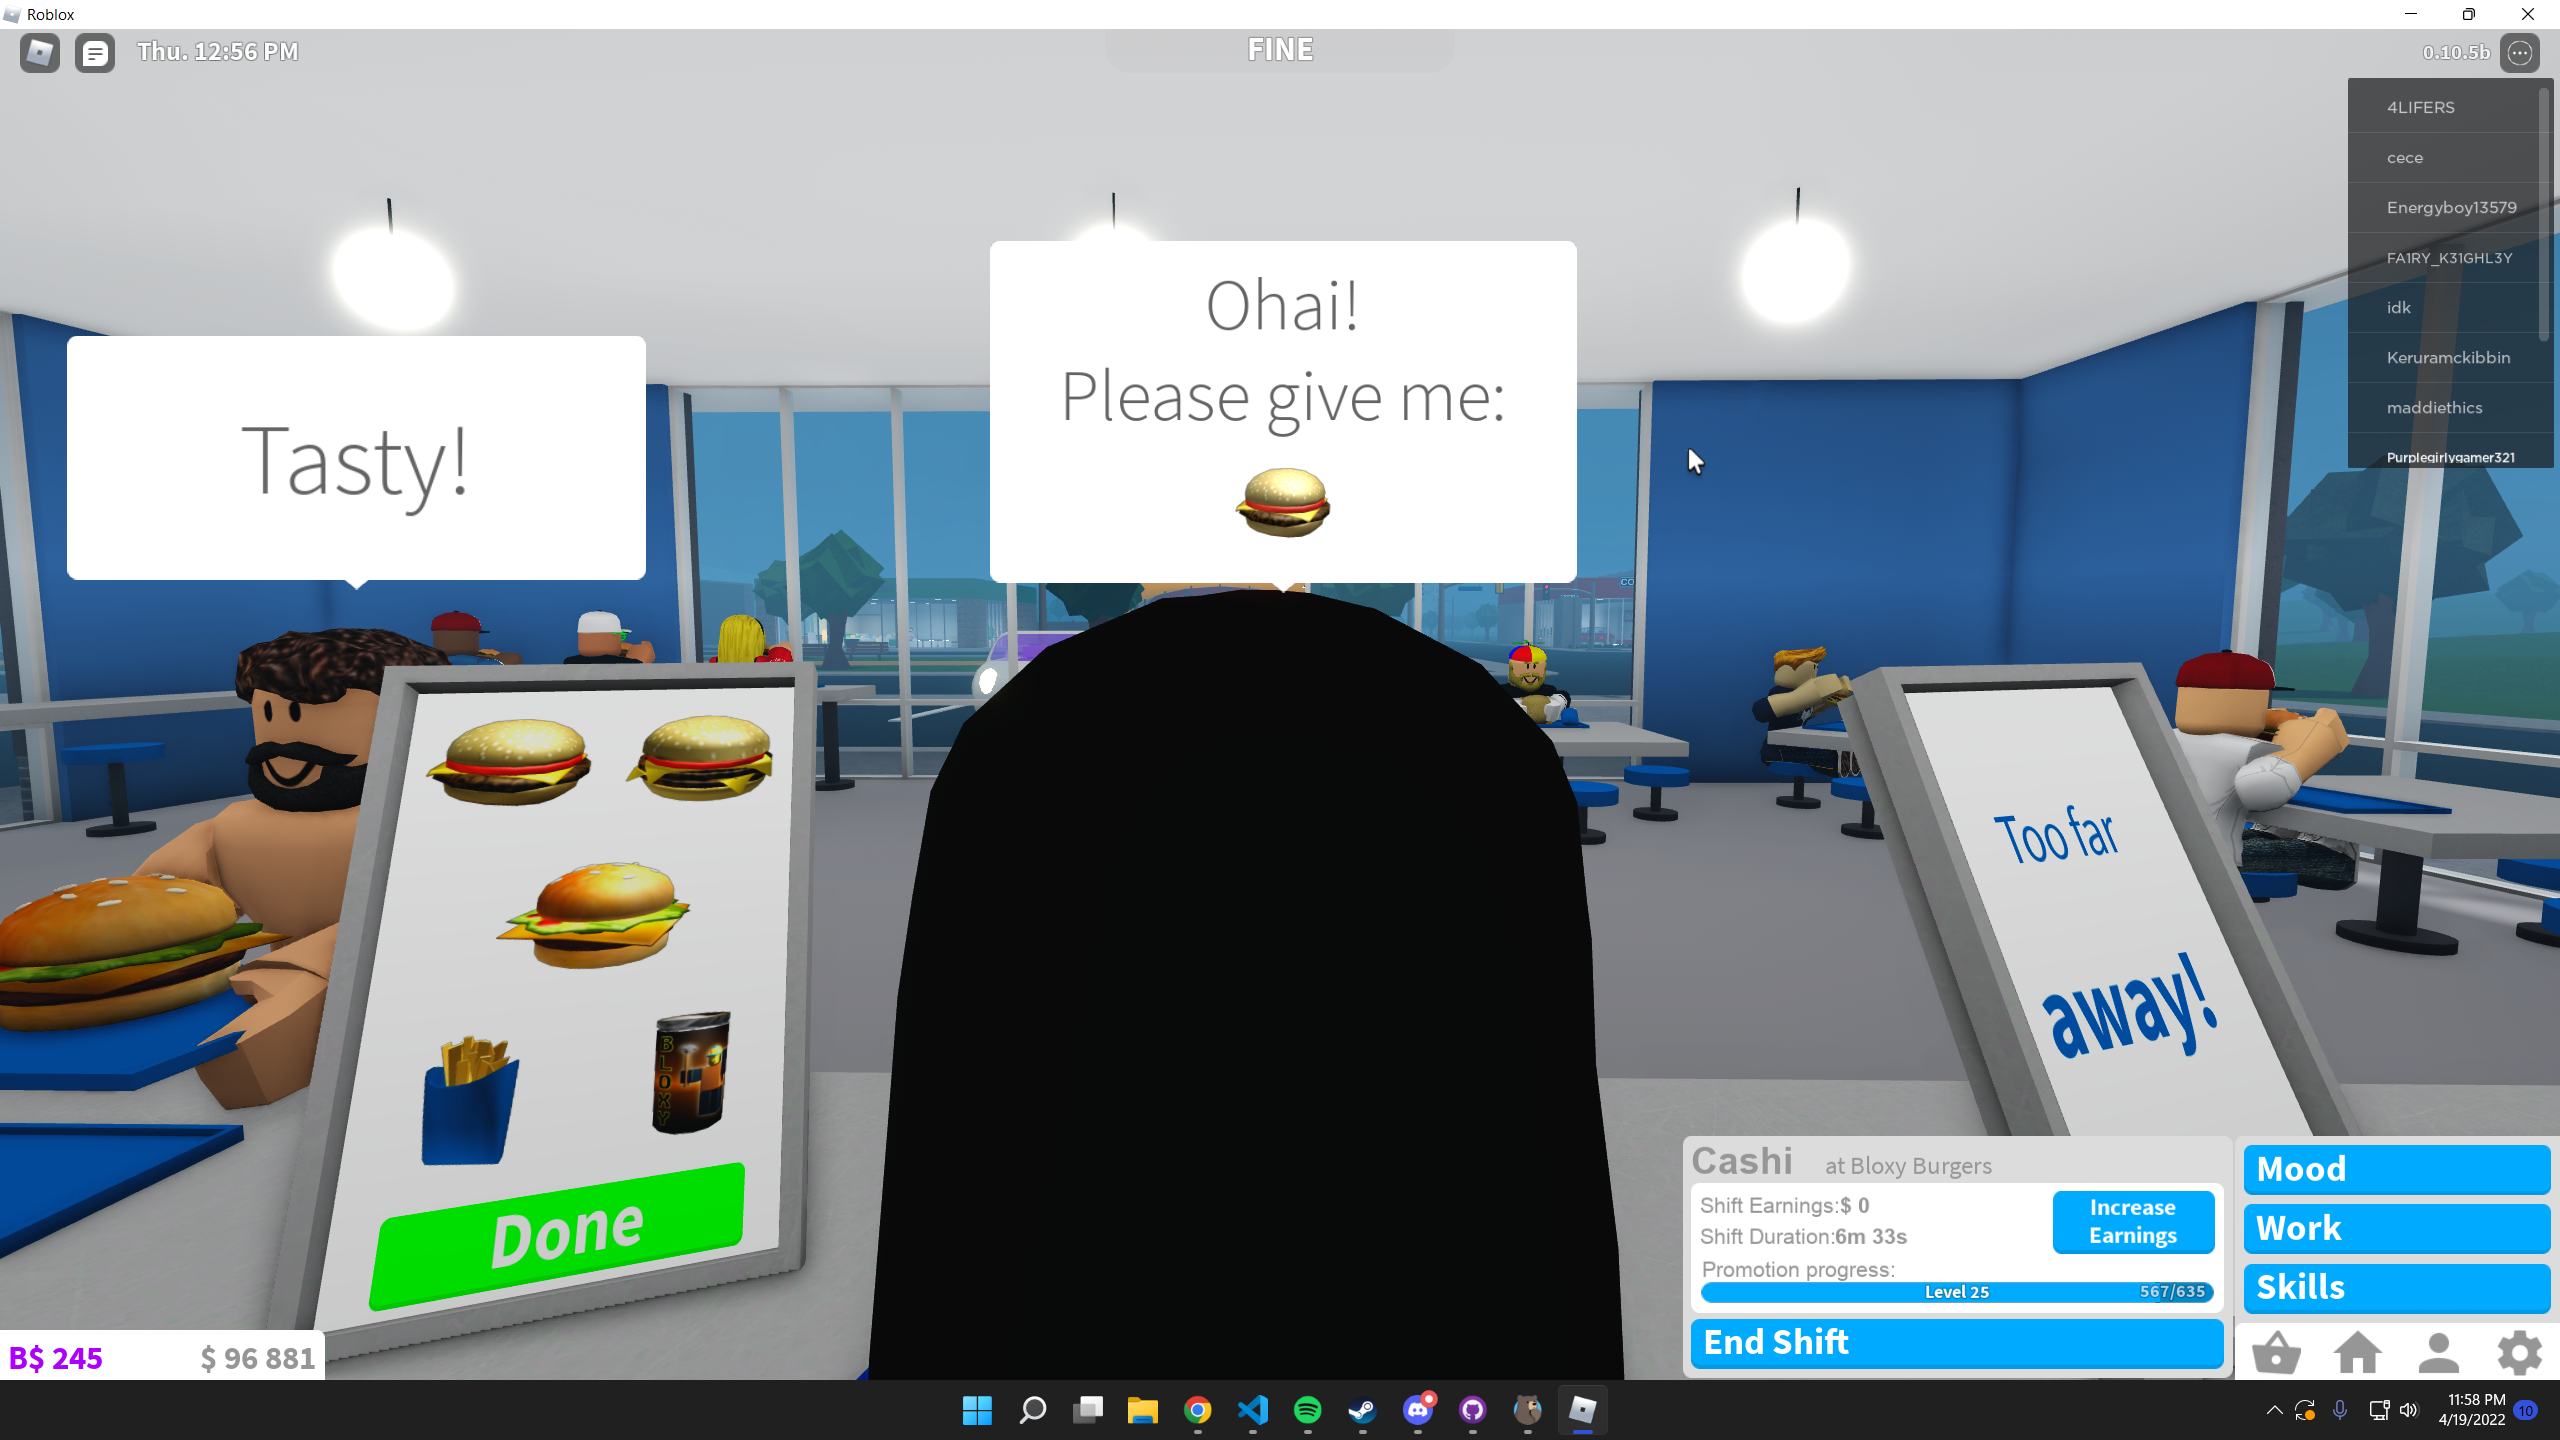 Roblox
Thu. 12:56 PM
FINE
0.10.5b
4LIFERS
cece
Energyboy13579
FA1RY_K31GHL3Y
idk
Keruramckibbin
maddiethics
Purplegirlygamer321
Ohai!
Please give me:
Tasty!
CO
Too far
away!
BLOXY
Done
Cashi at Bloxy Burgers
Shift Earnings:$ 0
Shift Duration:6m 33s
Increase
Earnings
Promotion progress:
Level 25 567/635
End Shift
Mood
Work
Skills
B$ 245 $ 96 881
11:58 PM
4/19/2022
10